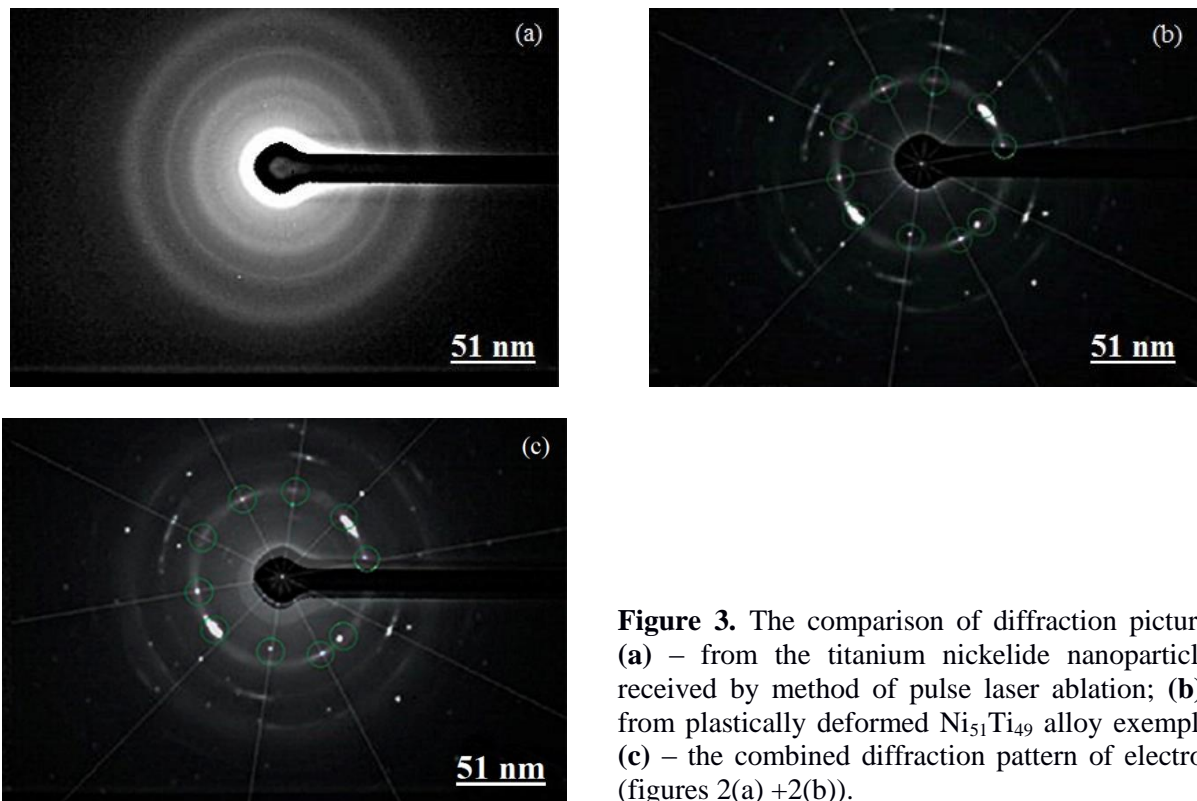 (a)
51 nm
(b)
51 nm
(c)
51 nm
Figure 3. The comparison of diffraction pictur
(a) – from the titanium nickelide nanoparticl
received by method of pulse laser ablation; (b)
from plastically deformed Ni₅₁Ti₄₉ alloy exempl
(c) – the combined diffraction pattern of electro
(figures 2(a) +2(b)).